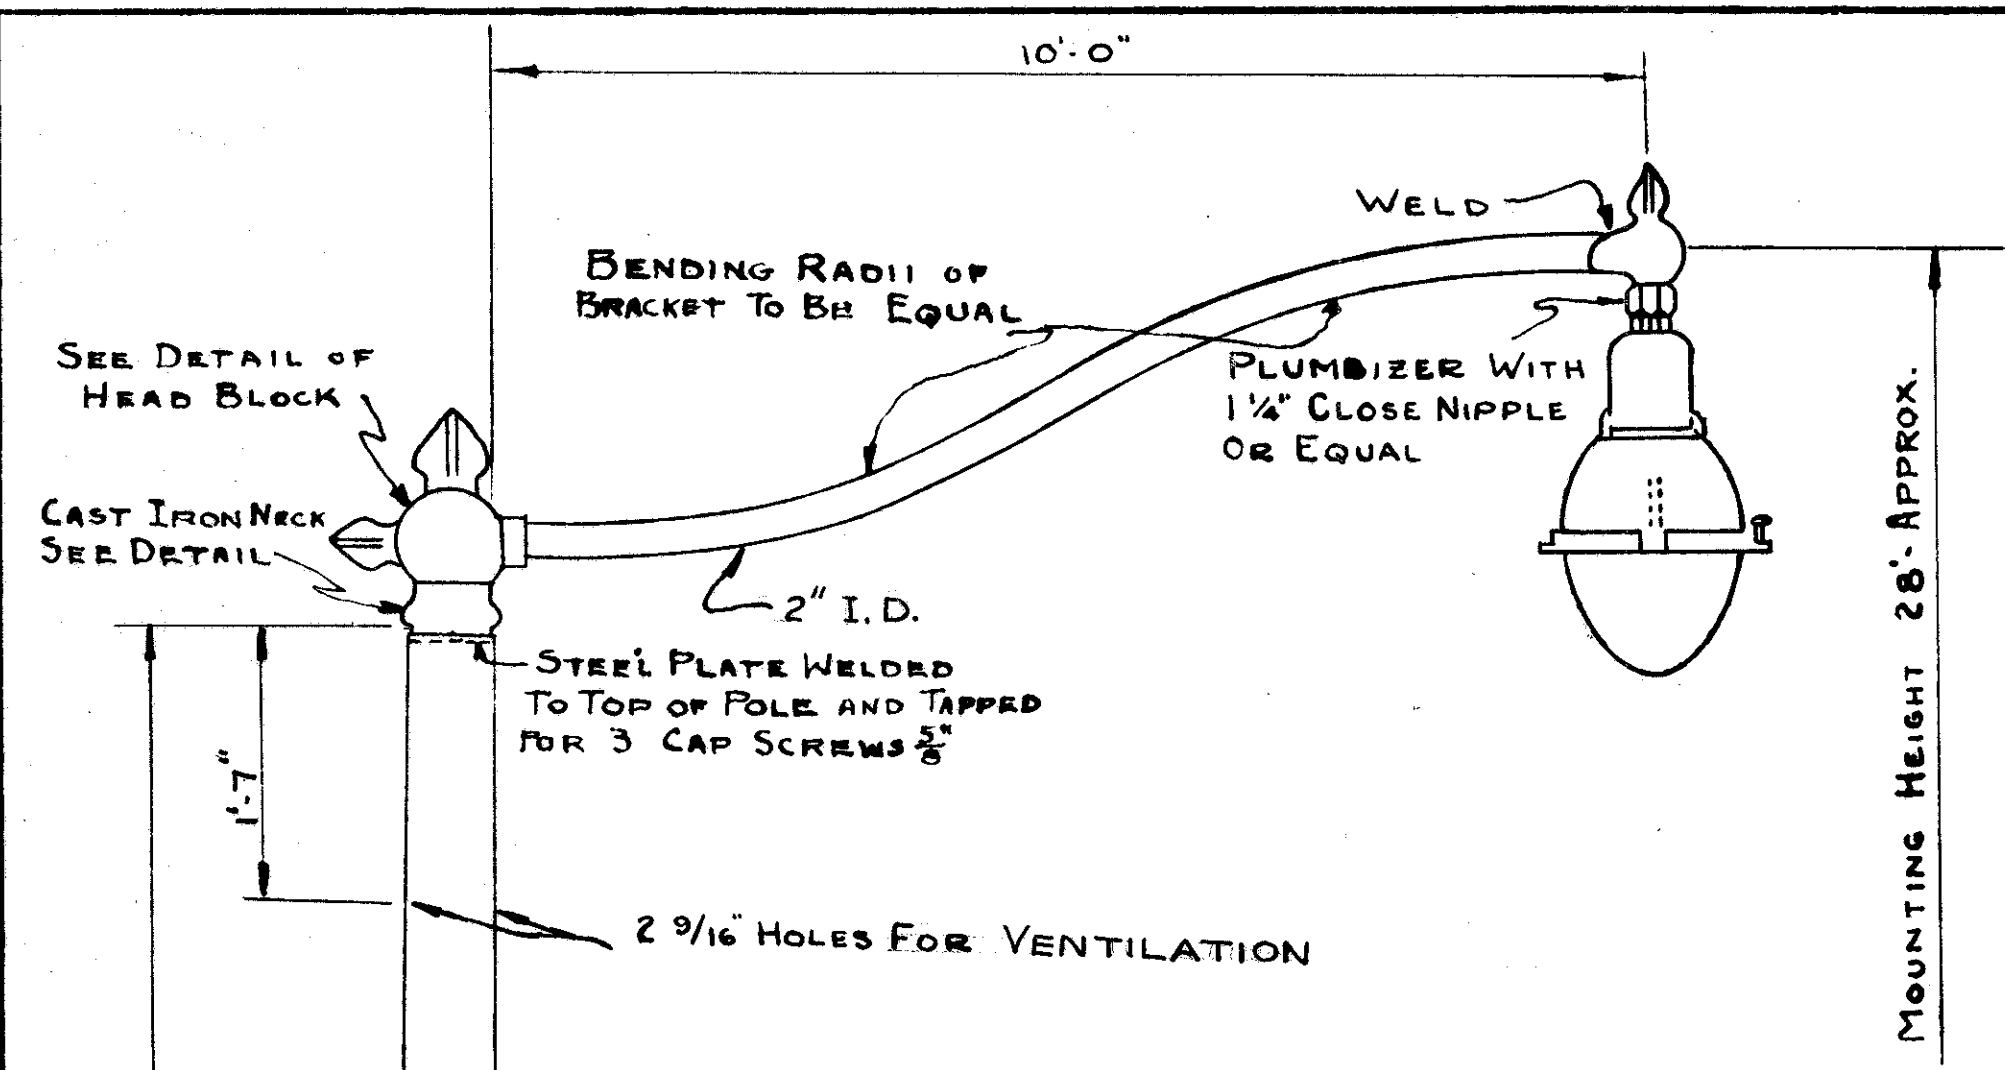 10'-0"
WELD
BENDING RADII OF
BRACKET TO BE EQUAL
SEE DETAIL OF
HEAD BLOCK
PLUMBIZER WITH
1 1/4" CLOSE NIPPLE
OR EQUAL
CAST IRON NECK
SEE DETAIL
2" I.D.
STEEL PLATE WELDED
TO TOP OF POLE AND TAPPED
FOR 3 CAP SCREWS 5/8"
1'-7"
2 9/16" HOLES FOR VENTILATION
MOUNTING HEIGHT 28'- APPROX.